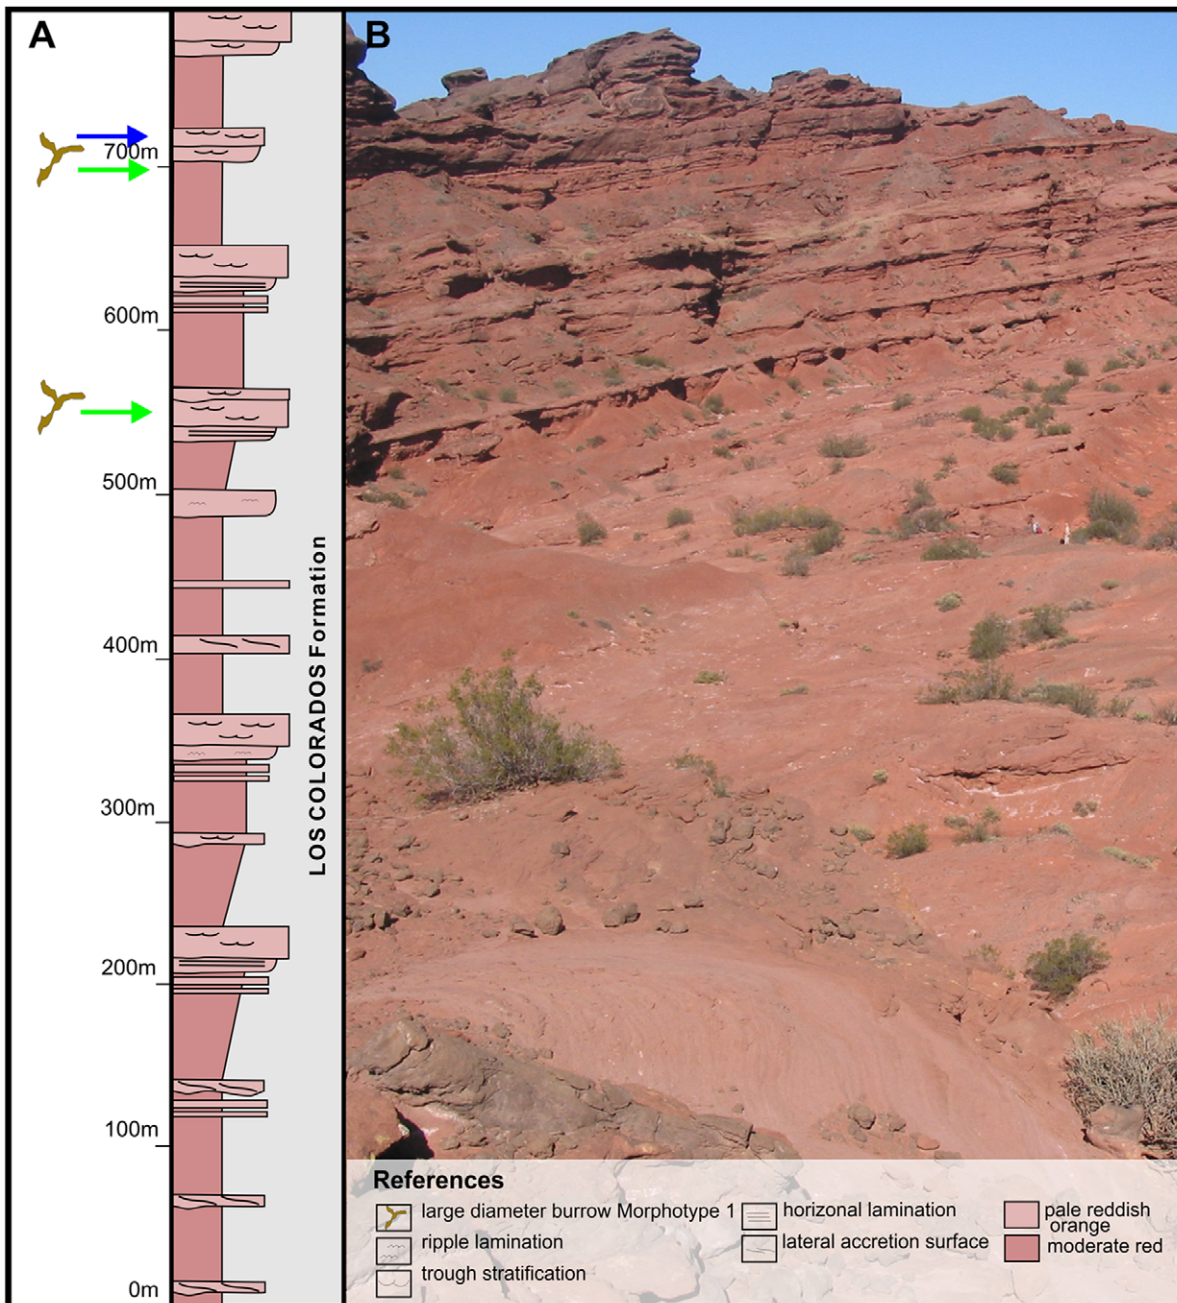 A
B
700m
600m
500m
400m
300m
200m
100m
0m
LOS COLORADOS Formation
References
large diameter burrow Morphotype 1
ripple lamination
trough stratification
horizonal lamination
lateral accretion surface
pale reddish
orange
moderate red